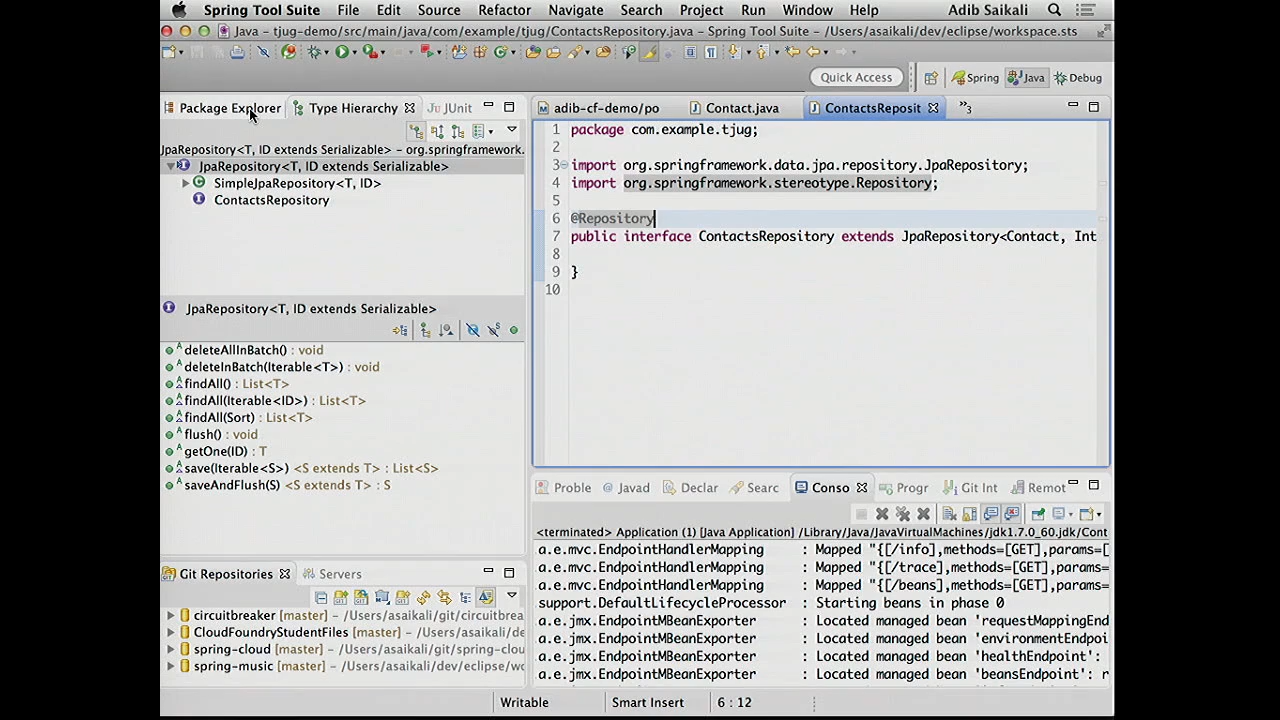 Spring Tool Suite File Edit Source Refactor Navigate Search Project Run Window Help Adib Saikali
Java – tjug-demo/src/main/java/com/example/tjug/ContactsRepository.java – Spring Tool Suite – /Users/asaikali/dev/eclipse/workspace.sts
Quick Access Spring Java Debug
Package Explorer Type Hierarchy JUnit
JpaRepository<T, ID extends Serializable> – org.springframework.
JpaRepository<T, ID extends Serializable>
SimpleJpaRepository<T, ID>
ContactsRepository
JpaRepository<T, ID extends Serializable>
deleteAllInBatch() : void
deleteInBatch(Iterable<T>) : void
findAll() : List<T>
findAll(Iterable<ID>) : List<T>
findAll(Sort) : List<T>
flush() : void
getOne(ID) : T
save(Iterable<S>) <S extends T> : List<S>
saveAndFlush(S) <S extends T> : S
Git Repositories Servers
circuitbreaker [master] – /Users/asaikali/git/circuitbrea
CloudFoundryStudentFiles [master] – /Users/asaikali/de
spring-cloud [master] – /Users/asaikali/git/spring-clou
spring-music [master] – /Users/asaikali/dev/eclipse/wo
adib-cf-demo/po Contact.java ContactsReposit »3
1 package com.example.tjug;
2
3 import org.springframework.data.jpa.repository.JpaRepository;
4 import org.springframework.stereotype.Repository;
5
6 @Repository
7 public interface ContactsRepository extends JpaRepository<Contact, Int
8
9 }
10
Proble Javad Declar Searc Conso Progr Git Int Remot
<terminated> Application (1) [Java Application] /Library/Java/JavaVirtualMachines/jdk1.7.0_60.jdk/Cont
a.e.mvc.EndpointHandlerMapping : Mapped "{[/info],methods=[GET],params=[
a.e.mvc.EndpointHandlerMapping : Mapped "{[/trace],methods=[GET],params=
a.e.mvc.EndpointHandlerMapping : Mapped "{[/beans],methods=[GET],params=
support.DefaultLifecycleProcessor : Starting beans in phase 0
a.e.jmx.EndpointMBeanExporter : Located managed bean 'requestMappingEnd
a.e.jmx.EndpointMBeanExporter : Located managed bean 'environmentEndpoi
a.e.jmx.EndpointMBeanExporter : Located managed bean 'healthEndpoint':
a.e.jmx.EndpointMBeanExporter : Located managed bean 'beansEndpoint': r
Writable Smart Insert 6 : 12